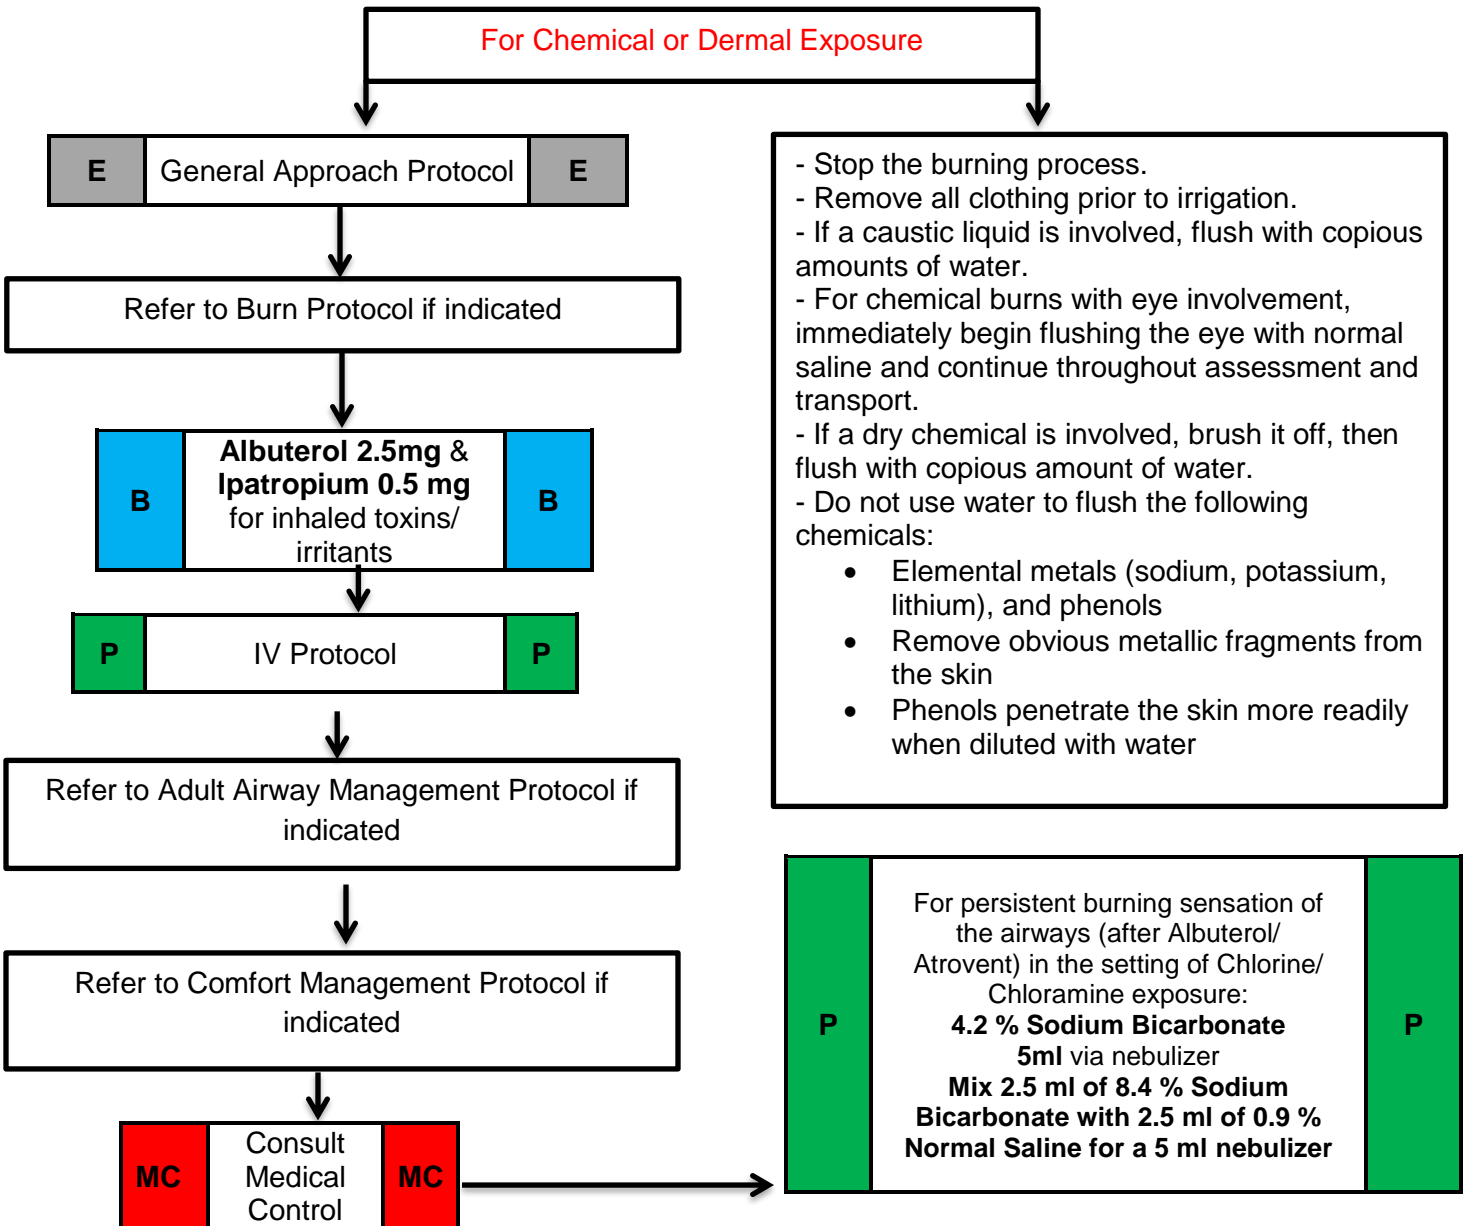 For Chemical or Dermal Exposure
E General Approach Protocol E
Refer to Burn Protocol if indicated
Albuterol 2.5mg &
Ipatropium 0.5 mg
B for inhaled toxins/ B
irritants
P IV Protocol P
Refer to Adult Airway Management Protocol if
indicated
Refer to Comfort Management Protocol if
indicated
Consult
MC Medical MC
Control
- Stop the burning process.
- Remove all clothing prior to irrigation.
- If a caustic liquid is involved, flush with copious
amounts of water.
- For chemical burns with eye involvement,
immediately begin flushing the eye with normal
saline and continue throughout assessment and
transport.
- If a dry chemical is involved, brush it off, then
flush with copious amount of water.
- Do not use water to flush the following
chemicals:
• Elemental metals (sodium, potassium,
lithium), and phenols
• Remove obvious metallic fragments from
the skin
• Phenols penetrate the skin more readily
when diluted with water
For persistent burning sensation of
the airways (after Albuterol/
Atrovent) in the setting of Chlorine/
Chloramine exposure:
P 4.2 % Sodium Bicarbonate P
5ml via nebulizer
Mix 2.5 ml of 8.4 % Sodium
Bicarbonate with 2.5 ml of 0.9 %
Normal Saline for a 5 ml nebulizer